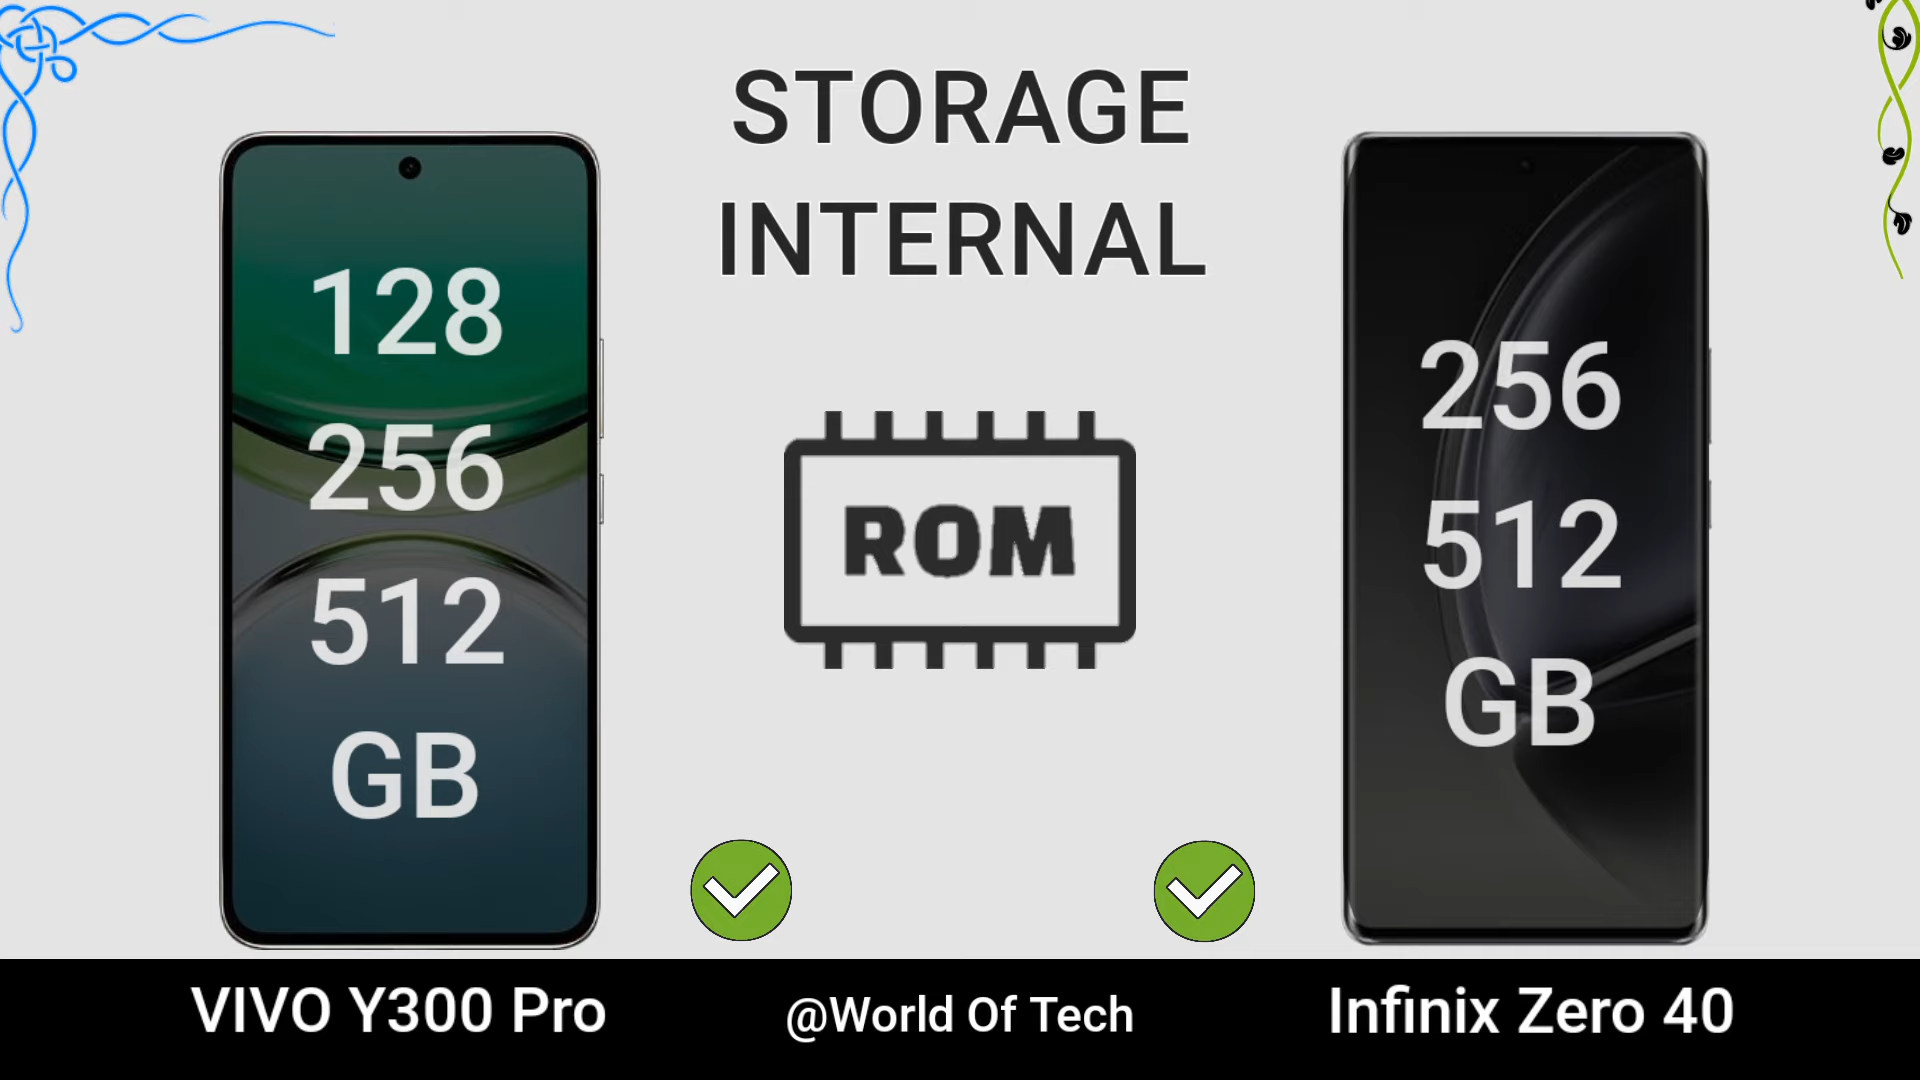 STORAGE
INTERNAL
128
256
512
GB
ROM
256
512
GB
VIVO Y300 Pro
@World Of Tech
Infinix Zero 40